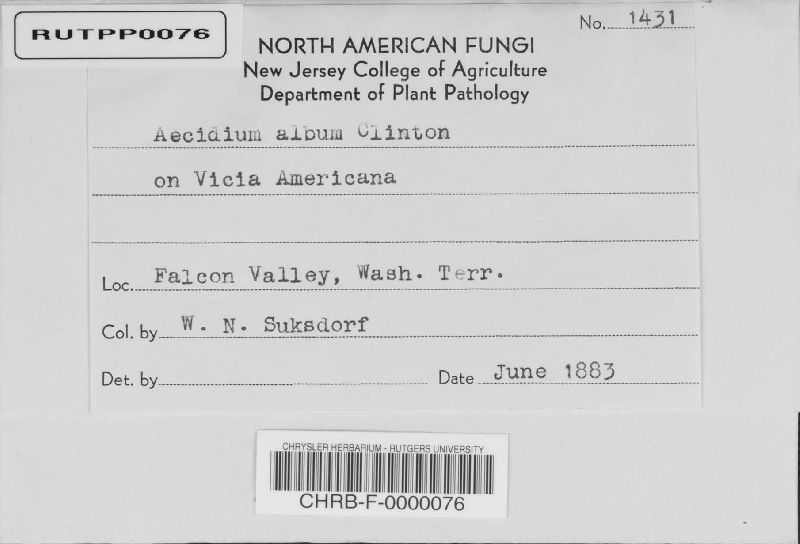 RUTPP0076
No. 1431
NORTH AMERICAN FUNGI
New Jersey College of Agriculture
Department of Plant Pathology
Aecidium album Clinton
on Vicia Americana
Loc. Falcon Valley, Wash. Terr.
Col. by W. N. Suksdorf
Det. by
Date June 1883
CHRYSLER HERBARIUM - RUTGERS UNIVERSITY
CHRB-F-0000076